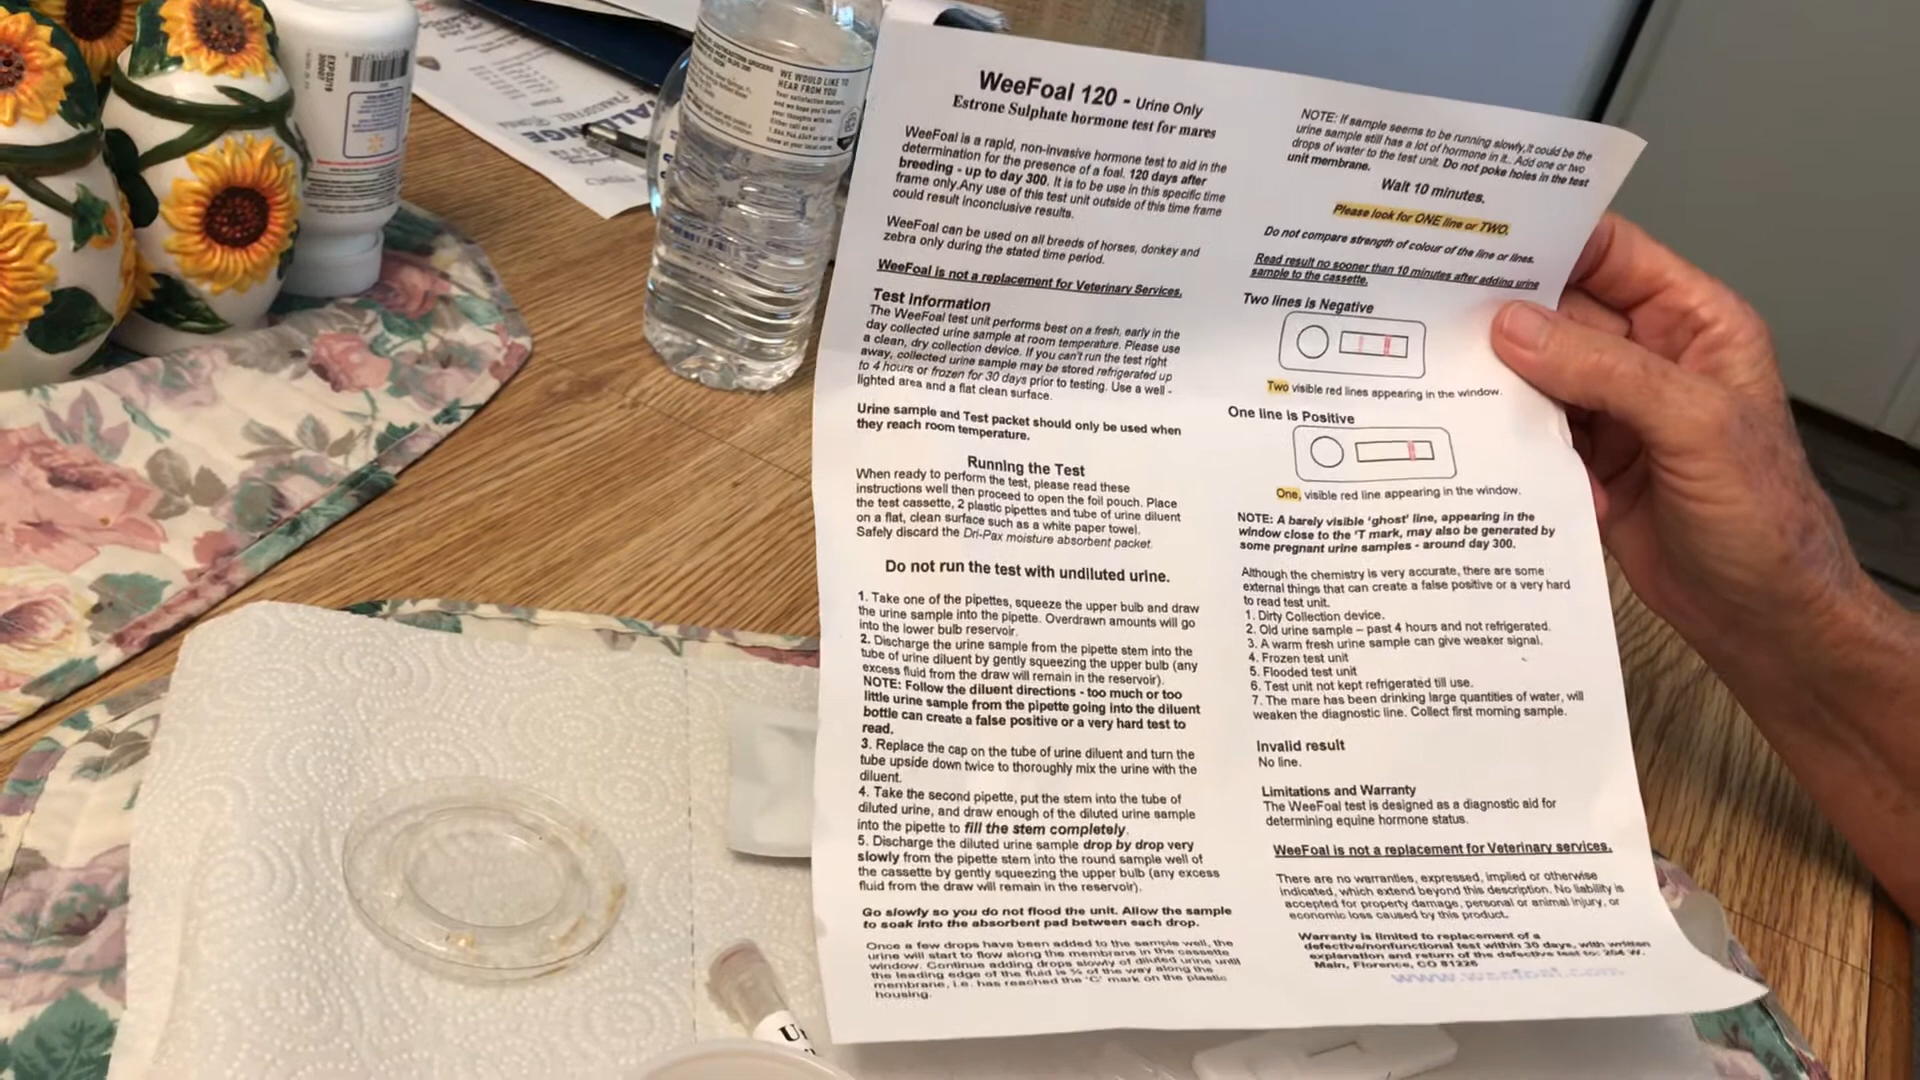 WeeFoal 120 - Urine Only
Estrone Sulphate hormone test for mares
WeeFoal is a rapid, non-invasive hormone test to aid in the
determination for the presence of a foal. 120 days after
breeding - up to day 300. It is to be use in this specific time
frame only.Any use of this test unit outside of this time frame
could result inconclusive results.
WeeFoal can be used on all breeds of horses, donkey and
zebra only during the stated time period.
WeeFoal is not a replacement for Veterinary Services.
Test Information
The WeeFoal test unit performs best on a fresh, early in the
day collected urine sample at room temperature. Please use
a clean, dry collection device. If you can't run the test right
away, collected urine sample may be stored refrigerated up
to 4 hours or frozen for 30 days prior to testing. Use a well -
lighted area and a flat clean surface.
Urine sample and Test packet should only be used when
they reach room temperature.
Running the Test
When ready to perform the test, please read these
instructions well then proceed to open the foil pouch. Place
the test cassette, 2 plastic pipettes and tube of urine diluent
on a flat, clean surface such as a white paper towel.
Safely discard the Dri-Pax moisture absorbent packet.
Do not run the test with undiluted urine.
1. Take one of the pipettes, squeeze the upper bulb and draw
the urine sample into the pipette. Overdrawn amounts will go
into the lower bulb reservoir.
2. Discharge the urine sample from the pipette stem into the
tube of urine diluent by gently squeezing the upper bulb (any
excess fluid from the draw will remain in the reservoir).
NOTE: Follow the diluent directions - too much or too
little urine sample from the pipette going into the diluent
bottle can create a false positive or a very hard test to
read.
3. Replace the cap on the tube of urine diluent and turn the
tube upside down twice to thoroughly mix the urine with the
diluent.
4. Take the second pipette, put the stem into the tube of
diluted urine, and draw enough of the diluted urine sample
into the pipette to fill the stem completely.
5. Discharge the diluted urine sample drop by drop very
slowly from the pipette stem into the round sample well of
the cassette by gently squeezing the upper bulb (any excess
fluid from the draw will remain in the reservoir).
Go slowly so you do not flood the unit. Allow the sample
to soak into the absorbent pad between each drop.
Once a few drops have been added to the sample well, the
urine will start to flow along the membrane in the cassette
window. Continue adding drops slowly of diluted urine until
the leading edge of the fluid is ¾ of the way along the
membrane, i.e. has reached the 'C' mark on the plastic
housing.
NOTE: If sample seems to be running slowly,it could be the
urine sample still has a lot of hormone in it.. Add one or two
drops of water to the test unit. Do not poke holes in the test
unit membrane.
Wait 10 minutes.
Please look for ONE line or TWO.
Do not compare strength of colour of the line or lines.
Read result no sooner than 10 minutes after adding urine
sample to the cassette.
Two lines is Negative
Two visible red lines appearing in the window.
One line is Positive
One, visible red line appearing in the window.
NOTE: A barely visible 'ghost' line, appearing in the
window close to the 'T mark, may also be generated by
some pregnant urine samples - around day 300.
Although the chemistry is very accurate, there are some
external things that can create a false positive or a very hard
to read test unit.
1. Dirty Collection device.
2. Old urine sample – past 4 hours and not refrigerated.
3. A warm fresh urine sample can give weaker signal.
4. Frozen test unit
5. Flooded test unit
6. Test unit not kept refrigerated till use.
7. The mare has been drinking large quantities of water, will
weaken the diagnostic line. Collect first morning sample.
Invalid result
No line.
Limitations and Warranty
The WeeFoal test is designed as a diagnostic aid for
determining equine hormone status.
WeeFoal is not a replacement for Veterinary services.
There are no warranties, expressed, implied or otherwise
indicated, which extend beyond this description. No liability is
accepted for property damage, personal or animal injury, or
economic loss caused by this product.
Warranty is limited to replacement of a
defective/nonfunctional test within 30 days, with written
explanation and return of the defective test to: 204 W.
Main, Florence, CO 81226
www.weefoal.com
WE WOULD LIKE TO
HEAR FROM YOU